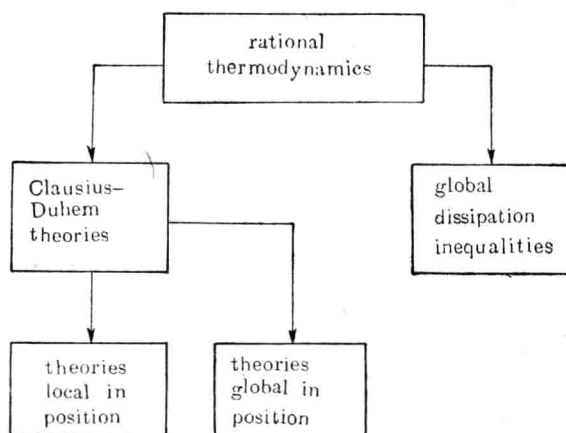 rational
thermodynamics
Clausius–
Duhem
theories
global
dissipation
inequalities
theories
local in
position
theories
global in
position